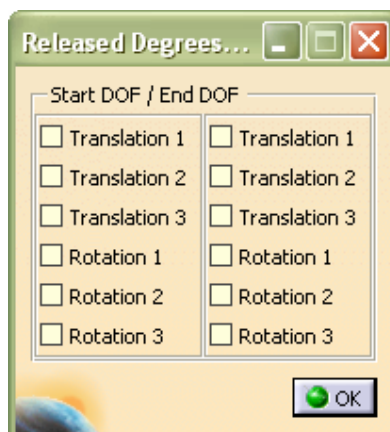 Released Degrees...
Start DOF / End DOF
Translation 1 Translation 1
Translation 2 Translation 2
Translation 3 Translation 3
Rotation 1 Rotation 1
Rotation 2 Rotation 2
Rotation 3 Rotation 3
OK